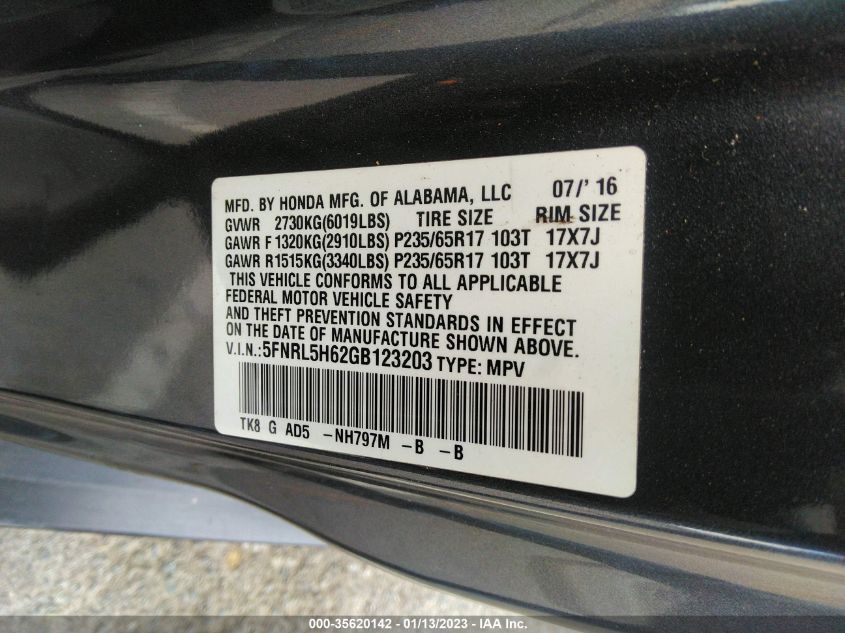 MFD. BY HONDA MFG. OF ALABAMA, LLC 07/' 16
GVWR 2730KG(6019LBS) TIRE SIZE RIM SIZE
GAWR F 1320KG(2910LBS) P235/65R17 103T 17X7J
GAWR R1515KG(3340LBS) P235/65R17 103T 17X7J
THIS VEHICLE CONFORMS TO ALL APPLICABLE
FEDERAL MOTOR VEHICLE SAFETY
AND THEFT PREVENTION STANDARDS IN EFFECT
ON THE DATE OF MANUFACTURE SHOWN ABOVE.
V.I.N.:5FNRL5H62GB123203 TYPE: MPV
TK8 G AD5 -NH797M -B -B
000-35620142 - 01/13/2023 - IAA Inc.